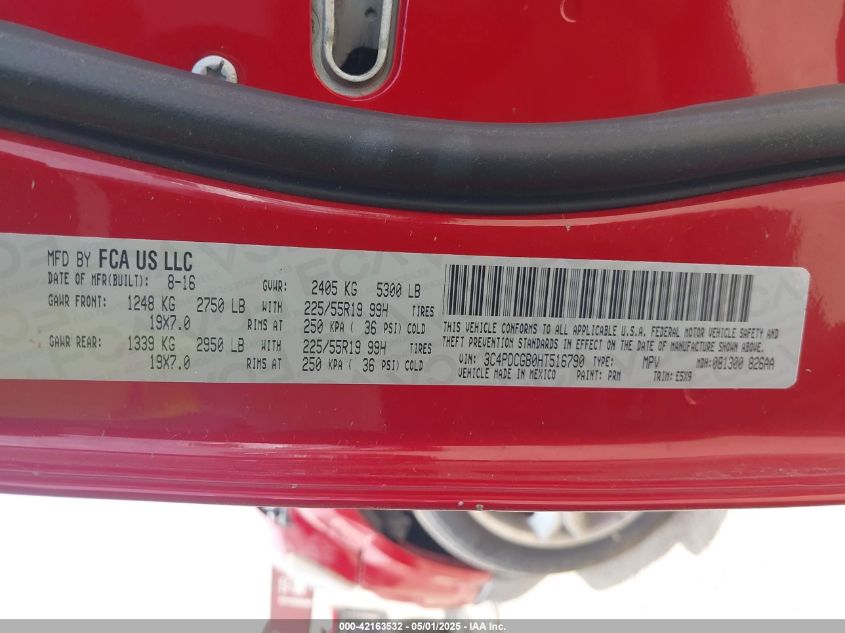 MFD BY FCA US LLC
DATE OF MFR(BUILT): 8-16 GVWR: 2405 KG 5300 LB
GAWR FRONT: 1248 KG 2750 LB WITH 225/55R19 99H TIRES
19X7.0 RIMS AT 250 KPA ( 36 PSI) COLD
GAWR REAR: 1339 KG 2950 LB WITH 225/55R19 99H TIRES
19X7.0 RIMS AT 250 KPA ( 36 PSI) COLD
THIS VEHICLE CONFORMS TO ALL APPLICABLE U.S.A. FEDERAL MOTOR VEHICLE SAFETY AND
THEFT PREVENTION STANDARDS IN EFFECT ON THE DATE OF MANUFACTURE SHOWN ABOVE.
VIN: 3C4PDCGB0HT516790 TYPE: MPV MDH: 081300 826AA
VEHICLE MADE IN MEXICO PAINT: PRM TRIM: E5X9
000-42163532 - 05/01/2025 - IAA, Inc.